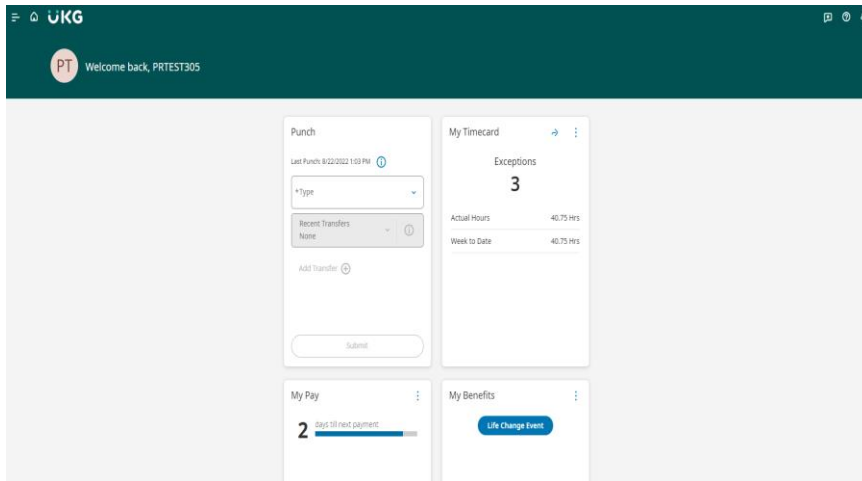 UKG
PT Welcome back, PRTEST305
Punch
Last Punch: 8/22/2022 1:03 PM
*Type
Recent Transfers
None
Add Transfer
Submit
My Timecard
Exceptions
3
Actual Hours 40.75 Hrs
Week to Date 40.75 Hrs
My Pay
2 days till next payment
My Benefits
Life Change Event